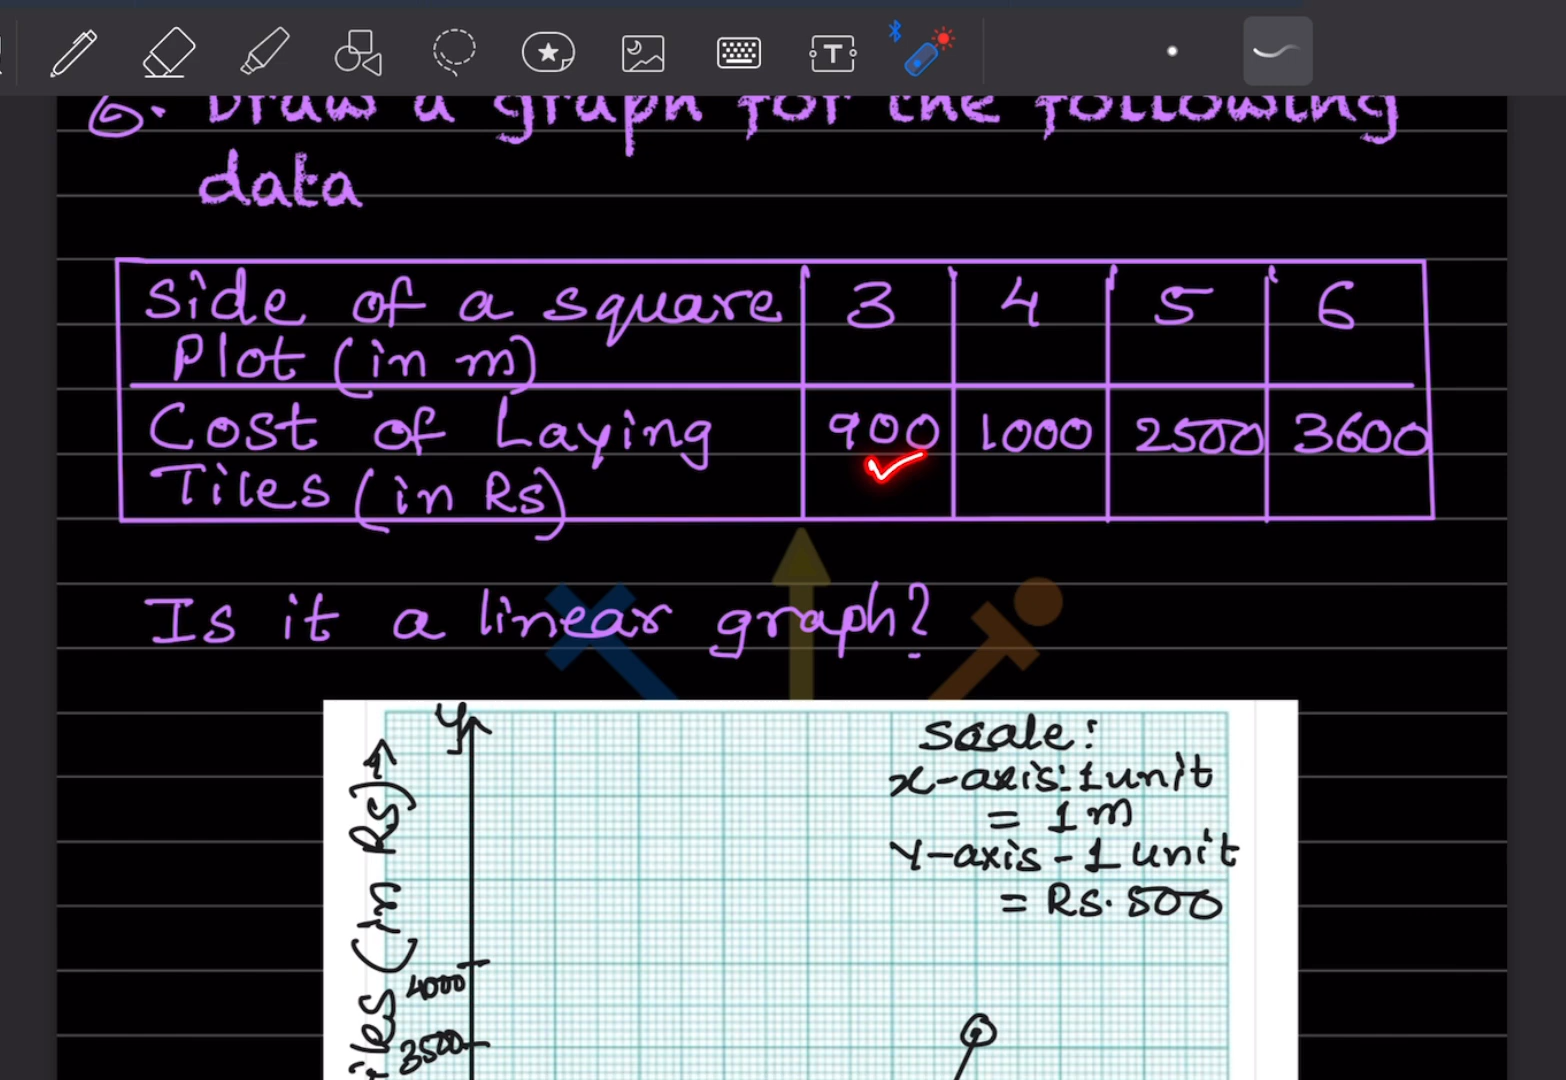 6. Draw a graph for the following
data
Side of a square 3 4 5 6
Plot (in m)
Cost of Laying 900 1000 2500 3600
Tiles (in Rs)
Is it a linear graph?
Y
Scale:
x-axis: 1 unit
= 1 m
Y-axis - 1 unit
= Rs. 500
iles (in Rs) →
4000
3500
T